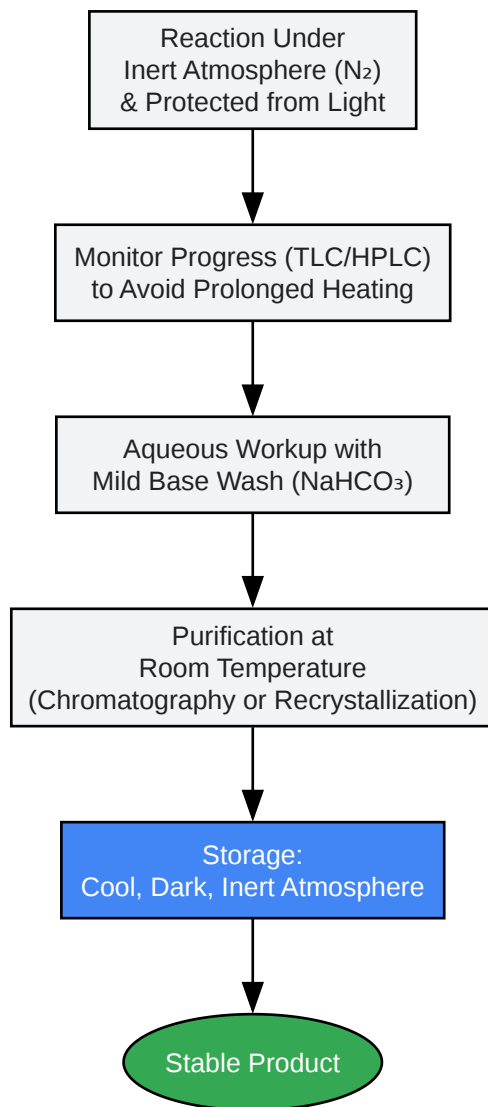 Reaction Under
Inert Atmosphere (N₂)
& Protected from Light
Monitor Progress (TLC/HPLC)
to Avoid Prolonged Heating
Aqueous Workup with
Mild Base Wash (NaHCO₃)
Purification at
Room Temperature
(Chromatography or Recrystallization)
Storage:
Cool, Dark, Inert Atmosphere
Stable Product